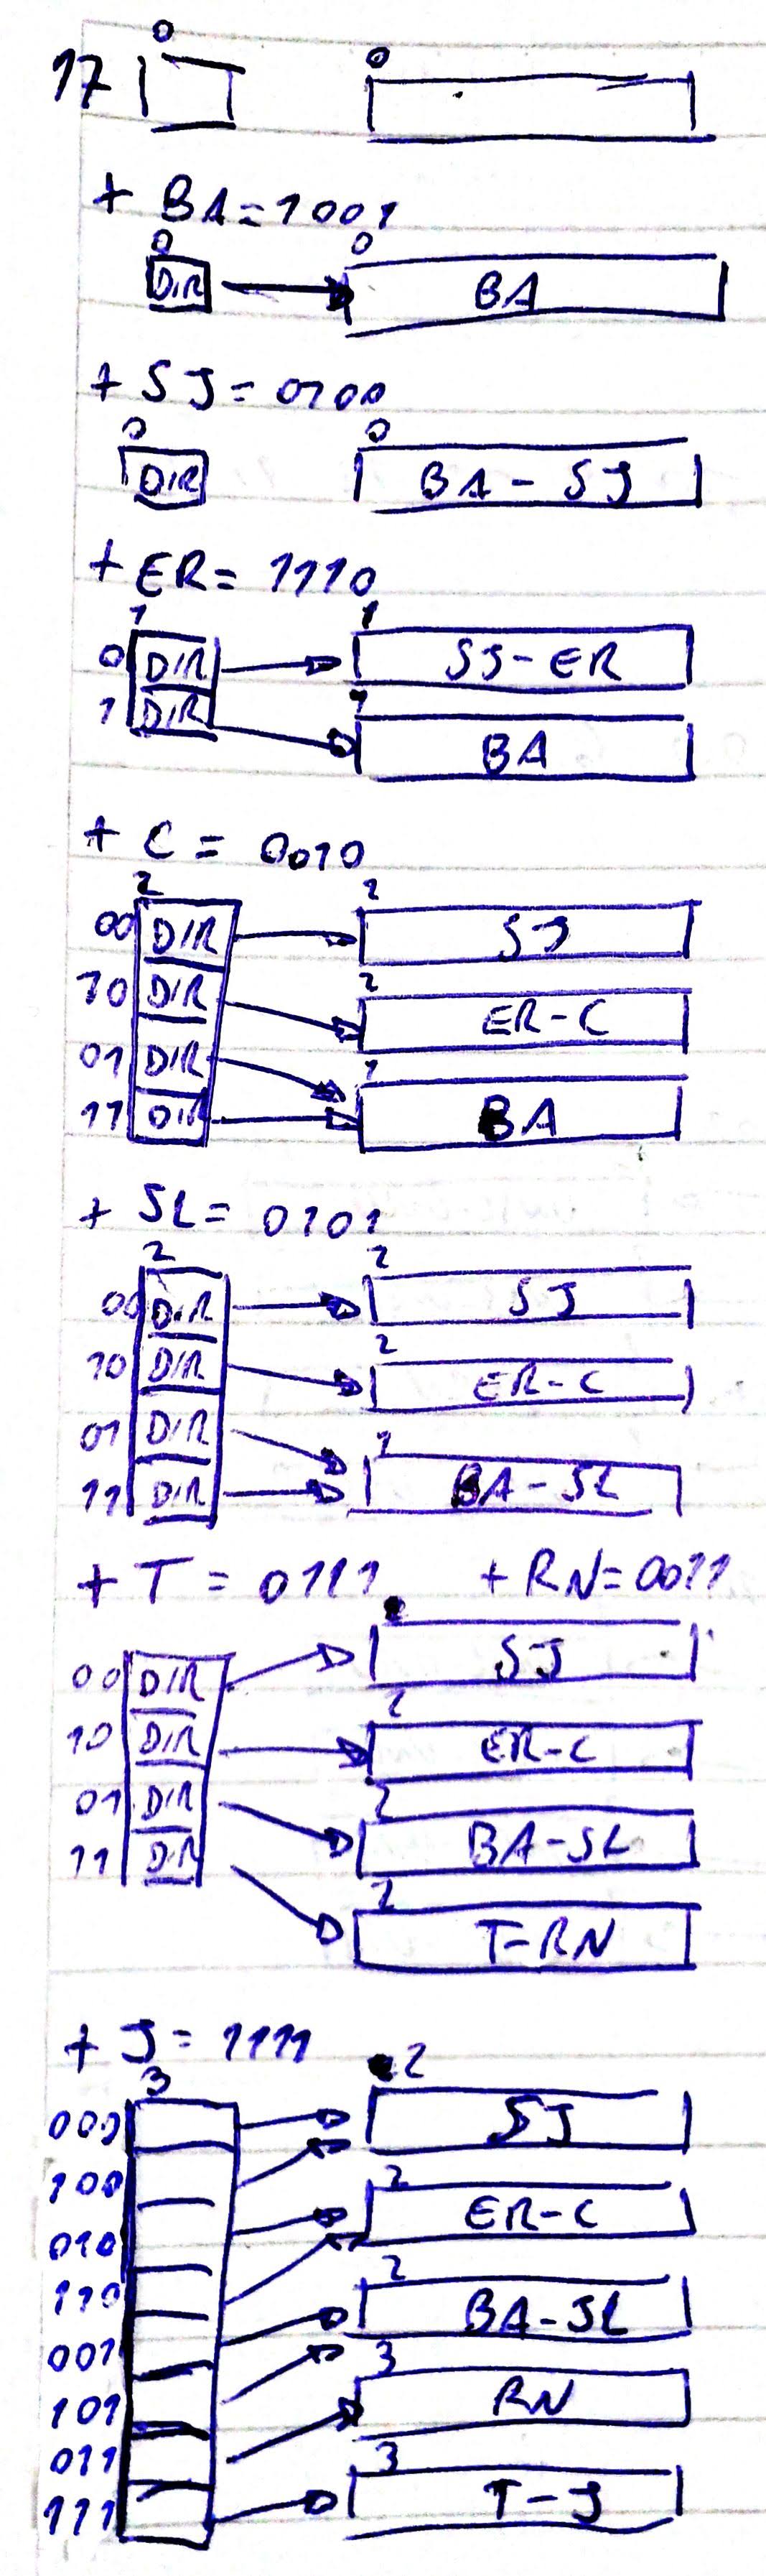 17 0 0
+ BA=1001
0 0
DIR BA
+ SJ=0100
0 0
DIR BA-SJ
+ ER=1110
1 1
0 DIR SJ-ER
1 DIR 1
BA
+ C=0010
2 2
00 DIR SJ
10 DIR 2 ER-C
01 DIR 1
11 DIR BA
+ SL=0101
2 2
00 DIR SJ
10 DIR 2 ER-C
01 DIR 1
11 DIR BA-SL
+ T=0111 +RN=0011
2
00 DIR SJ
2
10 DIR ER-C
01 DIR 2
11 DIR BA-SL
2
T-RN
+ J=1111
3 2
000 SJ
100 2
010 ER-C
110 2
001 BA-SL
101 3 RN
011 3
111 T-J